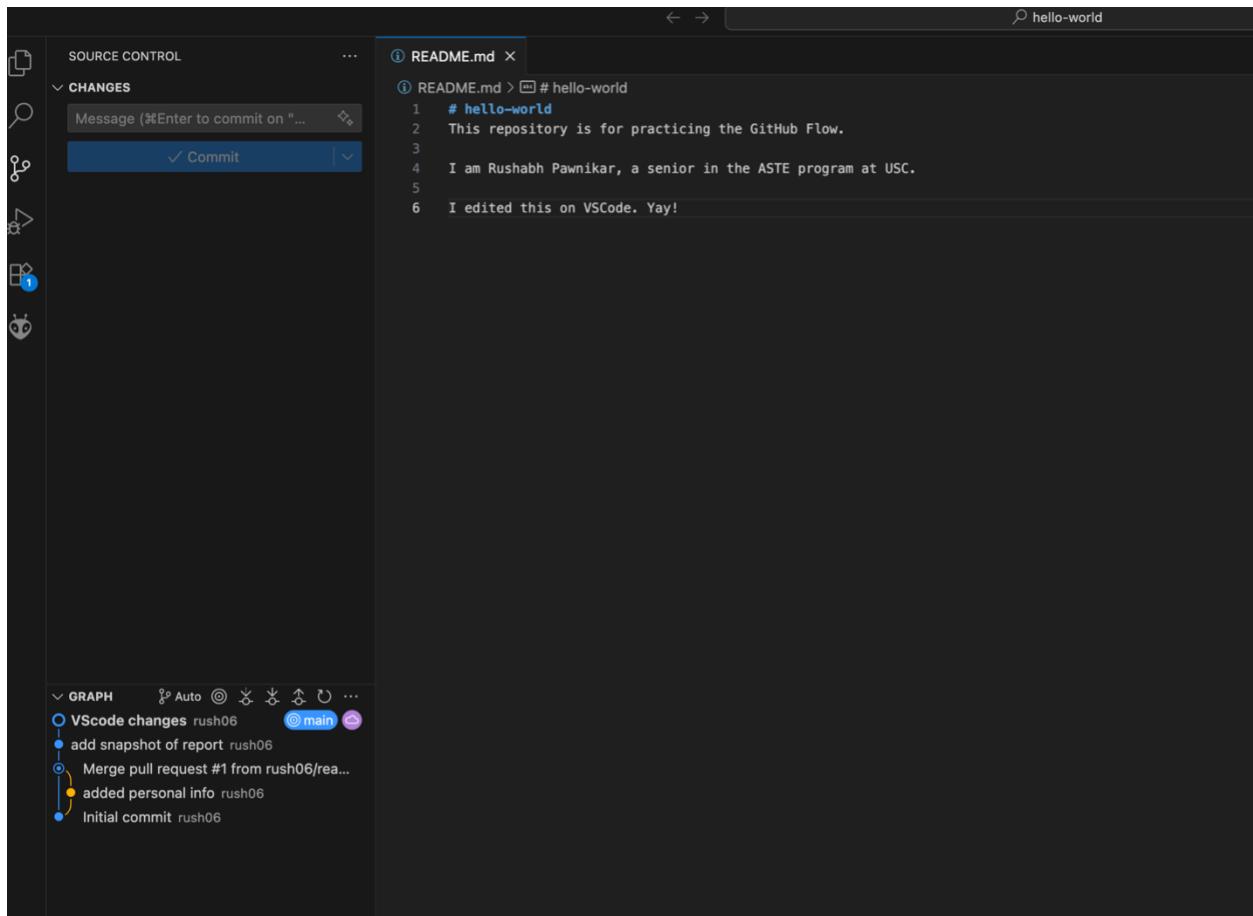 hello-world
SOURCE CONTROL
CHANGES
Message (⌘Enter to commit on "...
Commit
1
README.md
README.md > # hello-world
1 # hello-world
2 This repository is for practicing the GitHub Flow.
3
4 I am Rushabh Pawnikar, a senior in the ASTE program at USC.
5
6 I edited this on VSCode. Yay!
GRAPH Auto
VScode changes rush06 main
add snapshot of report rush06
Merge pull request #1 from rush06/rea...
added personal info rush06
Initial commit rush06